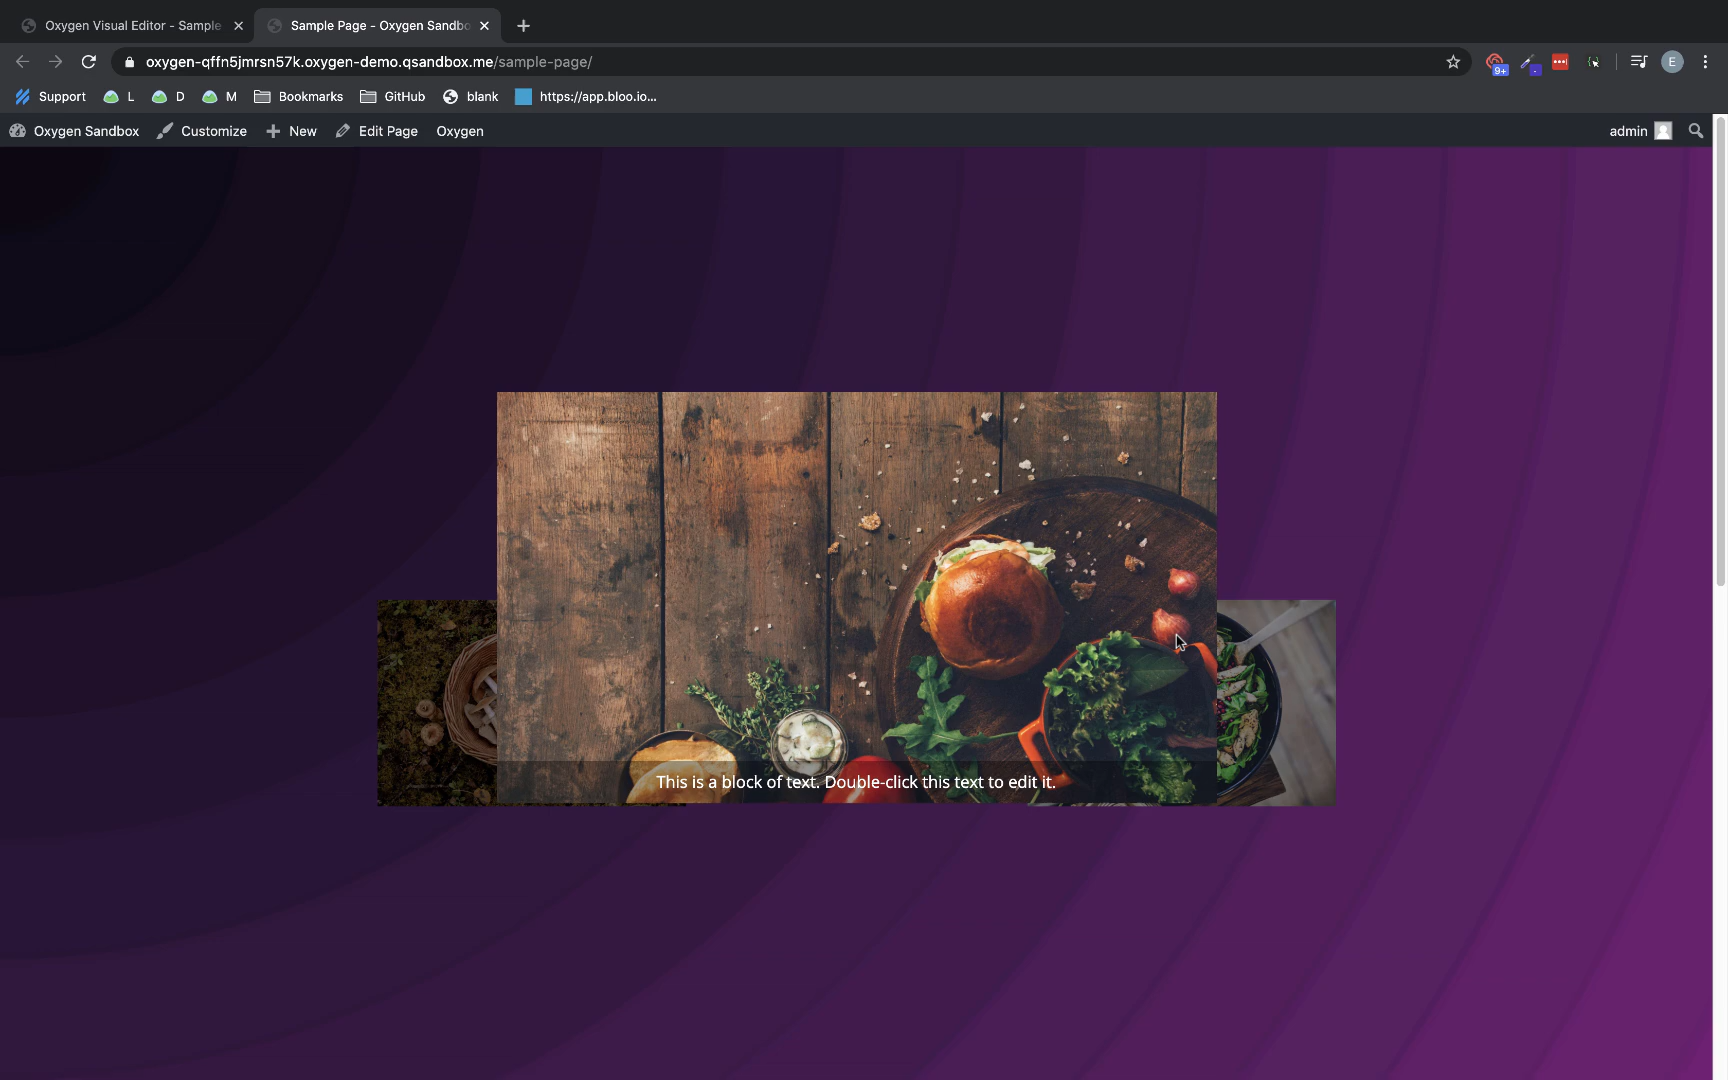 Oxygen Visual Editor - Sample
Sample Page - Oxygen Sandbo
oxygen-qffn5jmrsn57k.oxygen-demo.qsandbox.me/sample-page/
9+
E
Support L D M Bookmarks GitHub blank https://app.bloo.io...
Oxygen Sandbox Customize New Edit Page Oxygen admin
This is a block of text. Double-click this text to edit it.